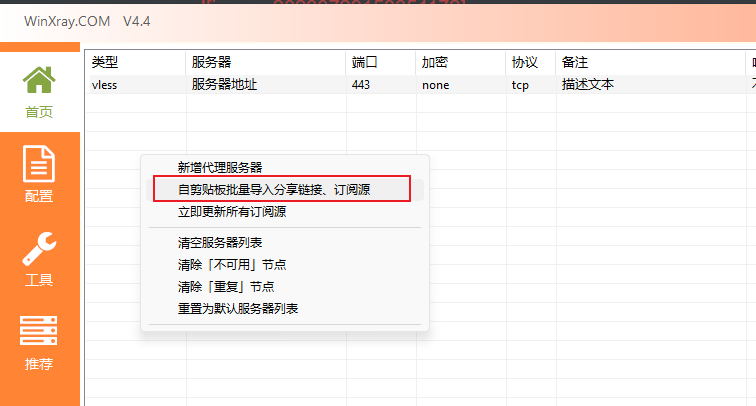 WinXray.COM V4.4
首页
配置
工具
推荐
类型 服务器 端口 加密 协议 备注
vless 服务器地址 443 none tcp 描述文本
新增代理服务器
自剪贴板批量导入分享链接、订阅源
立即更新所有订阅源
清空服务器列表
清除「不可用」节点
清除「重复」节点
重置为默认服务器列表